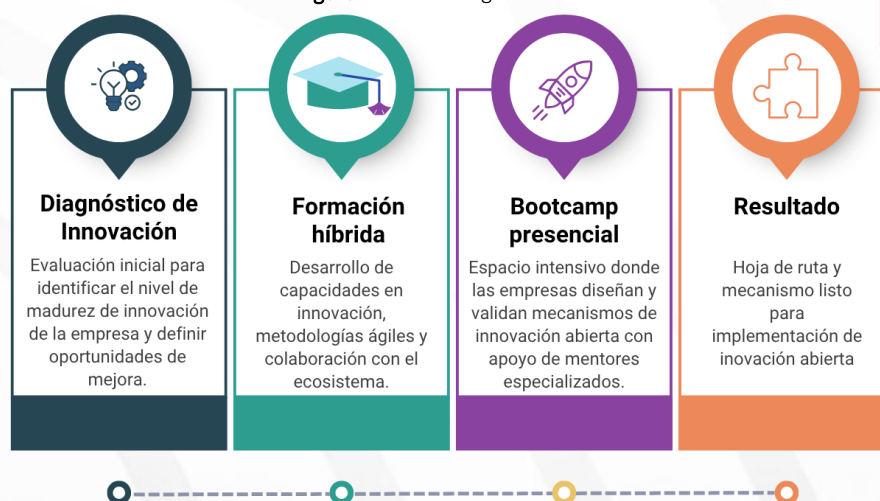 Diagnóstico de
Innovación
Evaluación inicial para
identificar el nivel de
madurez de innovación
de la empresa y definir
oportunidades de
mejora.
Formación
híbrida
Desarrollo de
capacidades en
innovación,
metodologías ágiles y
colaboración con el
ecosistema.
Bootcamp
presencial
Espacio intensivo donde
las empresas diseñan y
validan mecanismos de
innovación abierta con
apoyo de mentores
especializados.
Resultado
Hoja de ruta y
mecanismo listo
para
implementación de
inovación abierta